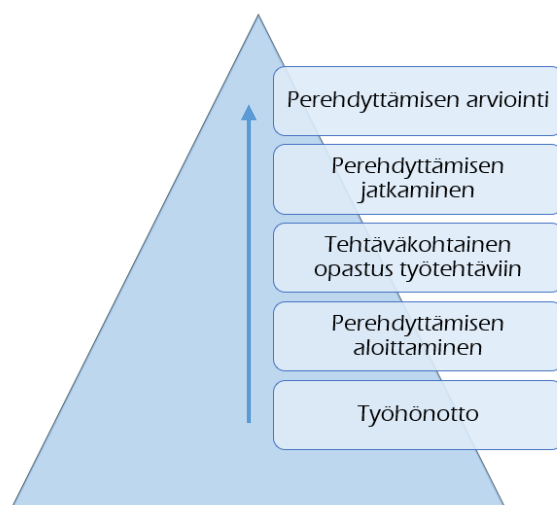 Perehdyttämisen arviointi
Perehdyttämisen
jatkaminen
Tehtäväkohtainen
opastus työtehtäviin
Perehdyttämisen
aloittaminen
Työhönotto